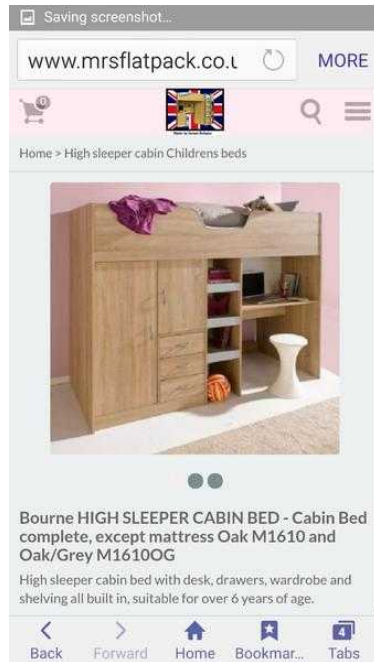 Saving screenshot...
www.mrsflatpack.co.u
MORE
0
Home > High sleeper cabin Childrens beds
Bourne HIGH SLEEPER CABIN BED - Cabin Bed
complete, except mattress Oak M1610 and
Oak/Grey M1610OG
High sleeper cabin bed with desk, drawers, wardrobe and
shelving all built in, suitable for over 6 years of age.
Back
Forward
Home
Bookmar...
4
Tabs